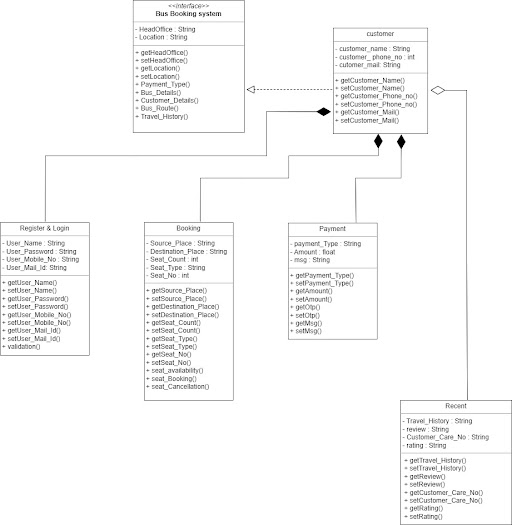 <<interface>>
Bus Booking system
- HeadOffice : String
- Location : String
+ getHeadOffice()
+ setHeadOffice()
+ getLocation()
+ setLocation()
+ Payment_Type()
+ Bus_Details()
+ Customer_Details()
+ Bus_Route()
+ Travel_History()
customer
- customer_name : String
- customer_ phone_no : int
- cutomer_mail: String
+ getCustomer_Name()
+ setCustomer_Name()
+ getCustomer_Phone_no()
+ setCustomer_Phone_no()
+ getCustomer_Mail()
+ setCustomer_Mail()
Register & Login
- User_Name : String
- User_Password : String
- User_Mobile_No : String
- User_Mail_Id: String
+ getUser_Name()
+ setUser_Name()
+ getUser_Password()
+ setUser_Password()
+ getUser_Mobile_No()
+ setUser_Mobile_No()
+ getUser_Mail_Id()
+ setUser_Mail_Id()
+ validation()
Booking
- Source_Place : String
- Destination_Place : String
- Seat_Count : int
- Seat_Type : String
- Seat_No : int
+ getSource_Place()
+ setSource_Place()
+ getDestination_Place()
+ setDestination_Place()
+ getSeat_Count()
+ setSeat_Count()
+ getSeat_Type()
+ setSeat_Type()
+ getSeat_No()
+ setSeat_No()
+ seat_availability()
+ seat_Booking()
+ seat_Cancellation()
Payment
- payment_Type : String
- Amount : float
- msg : String
+ getPayment_Type()
+ setPayment_Type()
+ getAmount()
+ setAmount()
+ getOtp()
+ setOtp()
+ getMsg()
+ setMsg()
Recent
- Travel_History : String
- review : String
- Customer_Care_No : String
- rating : String
+ getTravel_History()
+ setTravel_History()
+ getReview()
+ setReview()
+ getCustomer_Care_No()
+ setCustomer_Care_No()
+ getRating()
+ setRating()